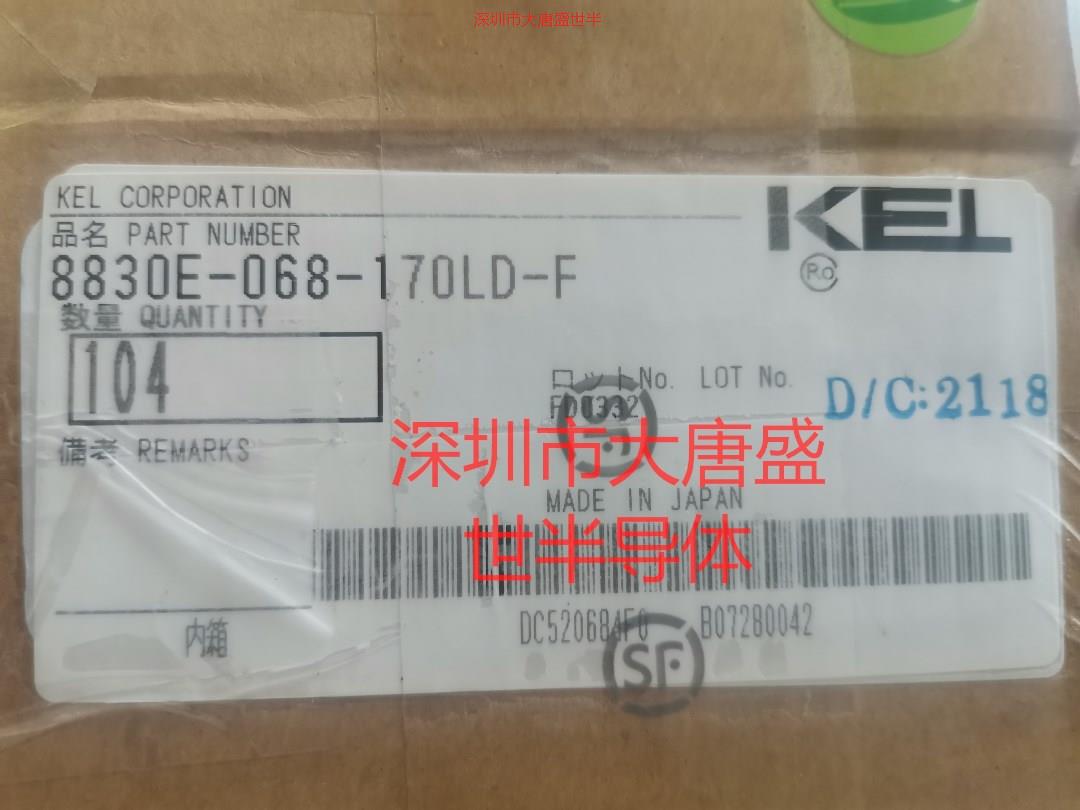 深圳市大唐盛世半
KEL CORPORATION
KEL
品名 PART NUMBER
8830E-068-170LD-F
Ro
数量 QUANTITY
104
ロットNo. LOT No.
D/C:2118
備考 REMARKS
深圳市大唐盛
世半导体
MADE IN JAPAN
DC520684F0 B072B0042
内箱
SF